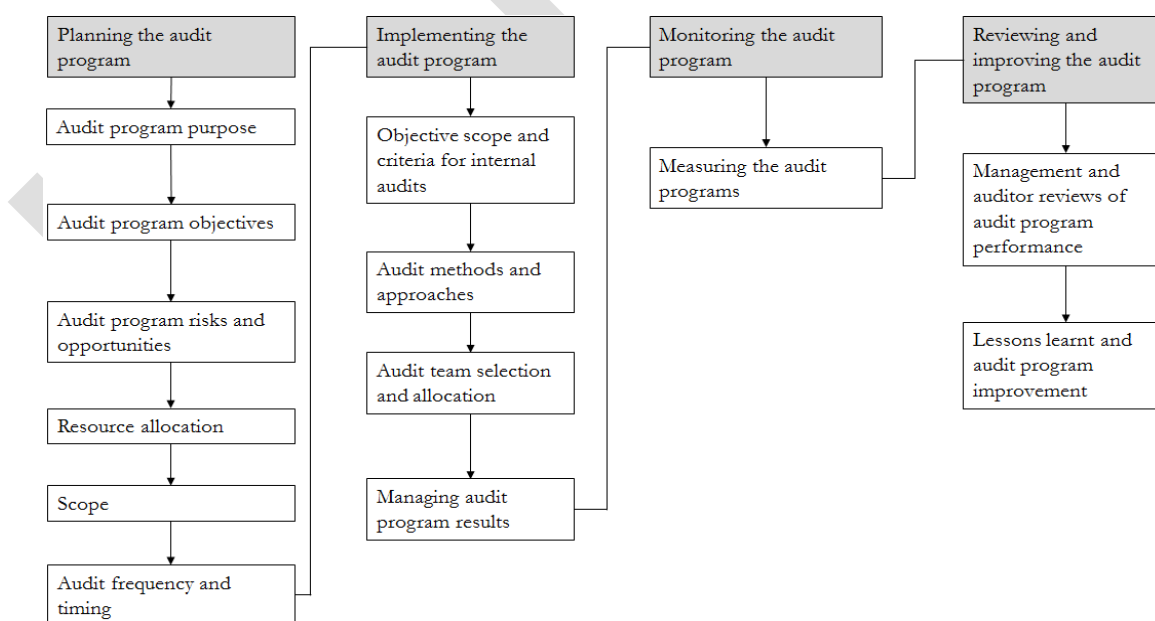 Planning the audit
program
Audit program purpose
Audit program objectives
Audit program risks and
opportunities
Resource allocation
Scope
Audit frequency and
timing
Implementing the
audit program
Objective scope and
criteria for internal
audits
Audit methods and
approaches
Audit team selection
and allocation
Managing audit
program results
Monitoring the audit
program
Measuring the audit
programs
Reviewing and
improving the audit
program
Management and
auditor reviews of
audit program
performance
Lessons learnt and
audit program
improvement